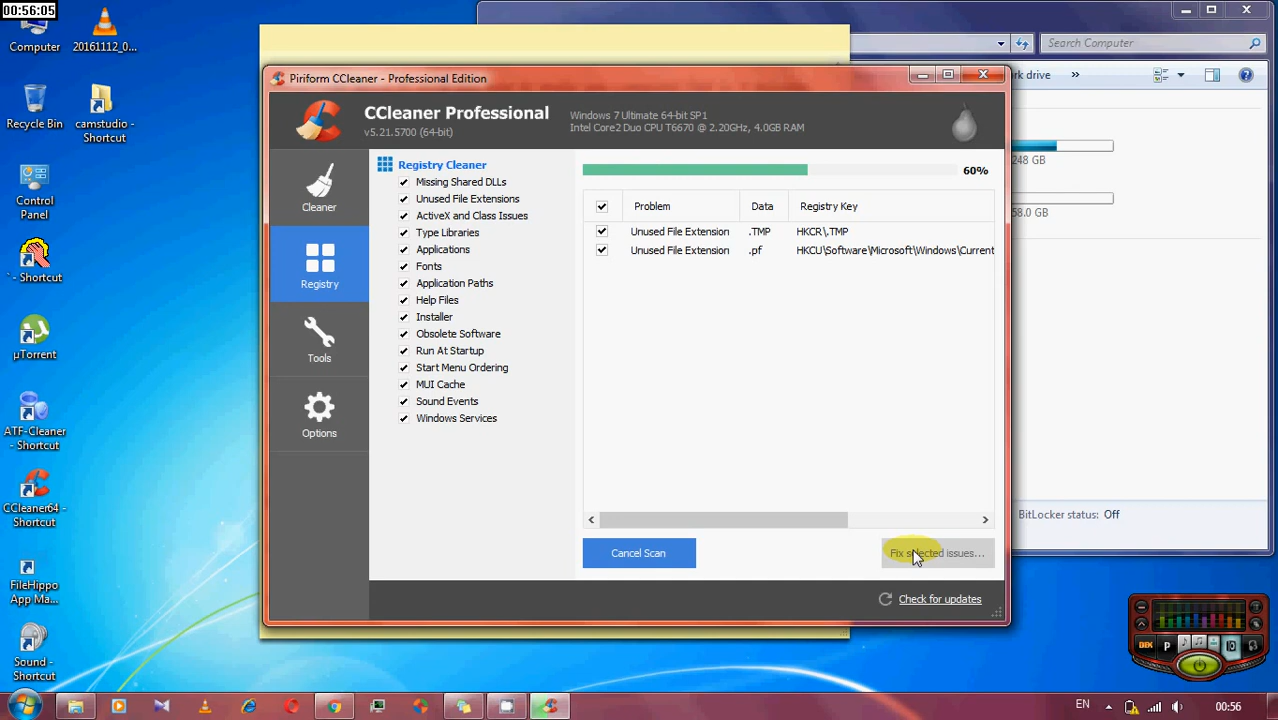 00:56:05
Computer
20161112_0...
Recycle Bin
camstudio -
Shortcut
Control
Panel
`- Shortcut
µTorrent
ATF-Cleaner
- Shortcut
CCleaner64 -
Shortcut
FileHippo
App Ma...
Sound -
Shortcut
Search Computer
rk drive
»
248 GB
58.0 GB
BitLocker status: Off
Piriform CCleaner - Professional Edition
CCleaner Professional
v5.21.5700 (64-bit)
Windows 7 Ultimate 64-bit SP1
Intel Core2 Duo CPU T6670 @ 2.20GHz, 4.0GB RAM
Cleaner
Registry
Tools
Options
Registry Cleaner
Missing Shared DLLs
Unused File Extensions
ActiveX and Class Issues
Type Libraries
Applications
Fonts
Application Paths
Help Files
Installer
Obsolete Software
Run At Startup
Start Menu Ordering
MUI Cache
Sound Events
Windows Services
60%
Problem Data Registry Key
Unused File Extension .TMP HKCR\.TMP
Unused File Extension .pf HKCU\Software\Microsoft\Windows\Current
Cancel Scan
Fix selected issues...
Check for updates
P
EN
00:56